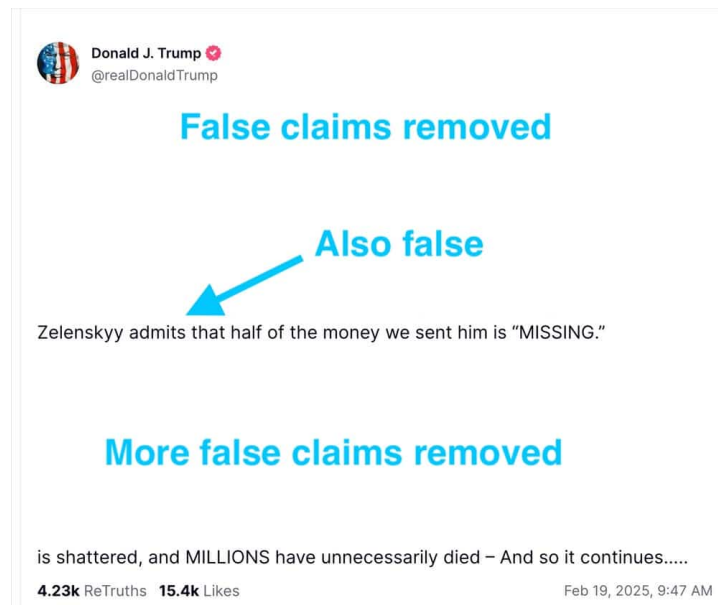 Donald J. Trump
@realDonaldTrump
False claims removed
Also false
Zelenskyy admits that half of the money we sent him is “MISSING.”
More false claims removed
is shattered, and MILLIONS have unnecessarily died – And so it continues.....
4.23k ReTruths 15.4k Likes Feb 19, 2025, 9:47 AM